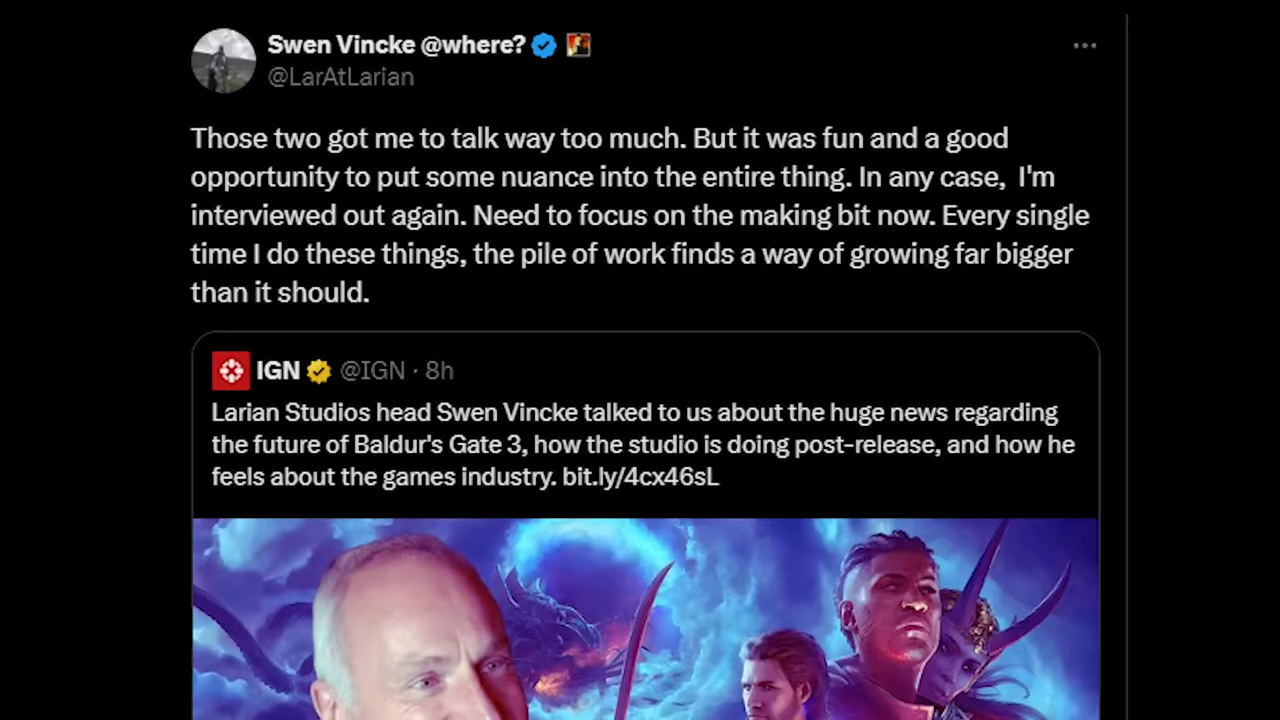 Swen Vincke @where?
@LarAtLarian
Those two got me to talk way too much. But it was fun and a good
opportunity to put some nuance into the entire thing. In any case,  I'm
interviewed out again. Need to focus on the making bit now. Every single
time I do these things, the pile of work finds a way of growing far bigger
than it should.
IGN @IGN · 8h
Larian Studios head Swen Vincke talked to us about the huge news regarding
the future of Baldur's Gate 3, how the studio is doing post-release, and how he
feels about the games industry. bit.ly/4cx46sL